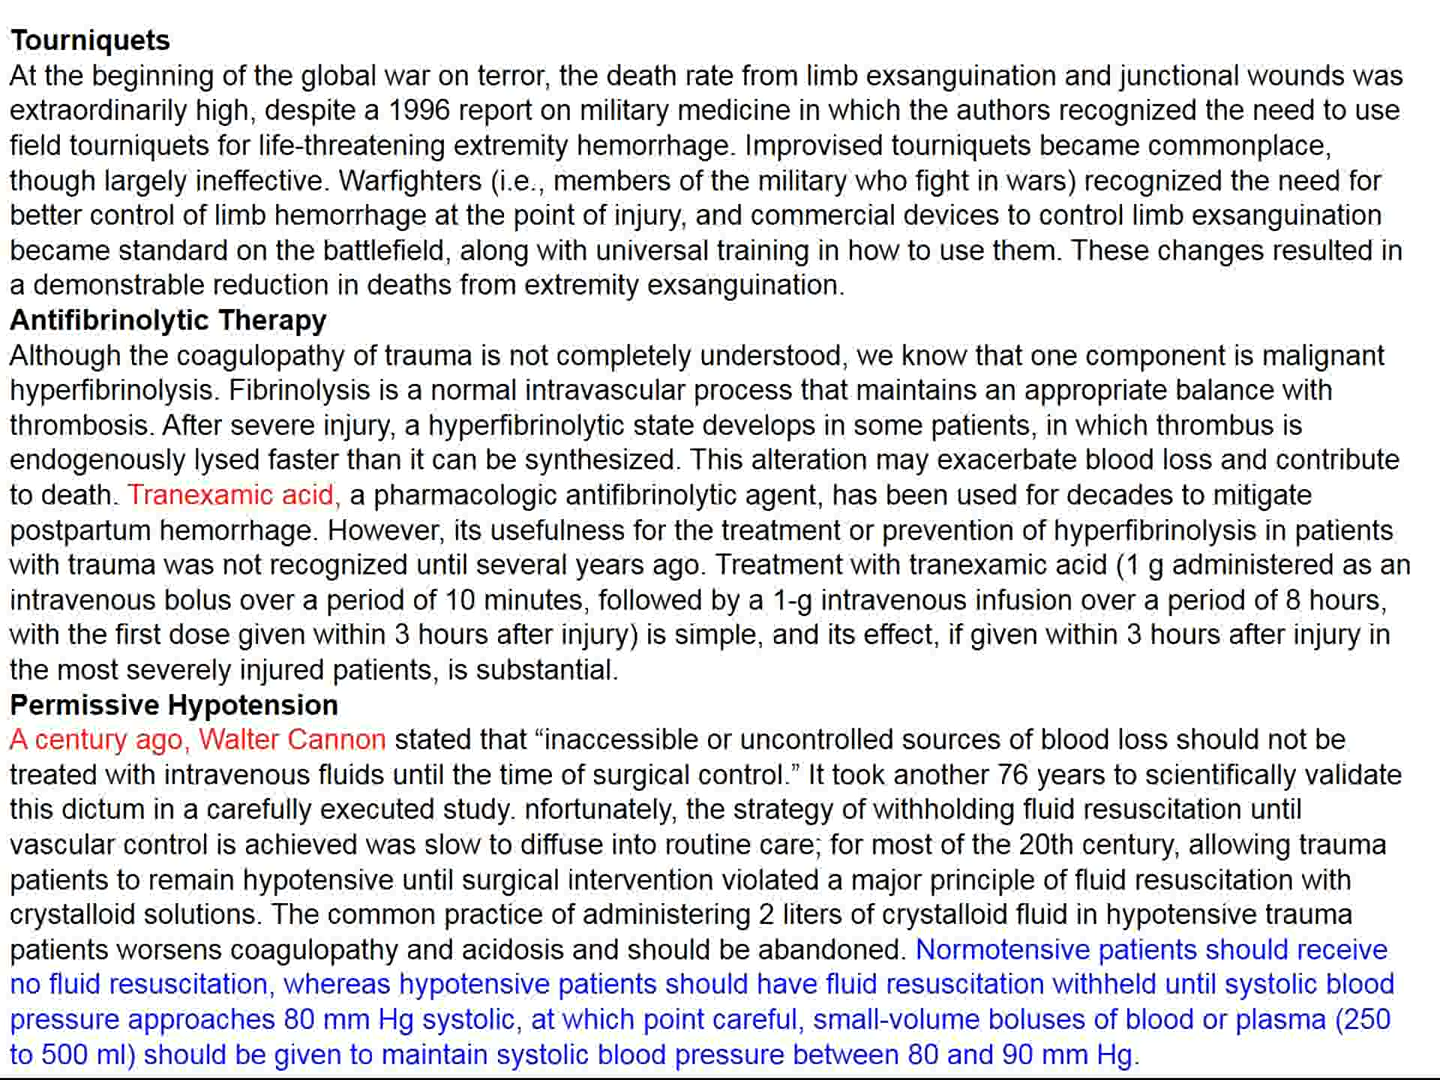 Tourniquets
At the beginning of the global war on terror, the death rate from limb exsanguination and junctional wounds was
extraordinarily high, despite a 1996 report on military medicine in which the authors recognized the need to use
field tourniquets for life-threatening extremity hemorrhage. Improvised tourniquets became commonplace,
though largely ineffective. Warfighters (i.e., members of the military who fight in wars) recognized the need for
better control of limb hemorrhage at the point of injury, and commercial devices to control limb exsanguination
became standard on the battlefield, along with universal training in how to use them. These changes resulted in
a demonstrable reduction in deaths from extremity exsanguination.
Antifibrinolytic Therapy
Although the coagulopathy of trauma is not completely understood, we know that one component is malignant
hyperfibrinolysis. Fibrinolysis is a normal intravascular process that maintains an appropriate balance with
thrombosis. After severe injury, a hyperfibrinolytic state develops in some patients, in which thrombus is
endogenously lysed faster than it can be synthesized. This alteration may exacerbate blood loss and contribute
to death. Tranexamic acid, a pharmacologic antifibrinolytic agent, has been used for decades to mitigate
postpartum hemorrhage. However, its usefulness for the treatment or prevention of hyperfibrinolysis in patients
with trauma was not recognized until several years ago. Treatment with tranexamic acid (1 g administered as an
intravenous bolus over a period of 10 minutes, followed by a 1-g intravenous infusion over a period of 8 hours,
with the first dose given within 3 hours after injury) is simple, and its effect, if given within 3 hours after injury in
the most severely injured patients, is substantial.
Permissive Hypotension
A century ago, Walter Cannon stated that “inaccessible or uncontrolled sources of blood loss should not be
treated with intravenous fluids until the time of surgical control.” It took another 76 years to scientifically validate
this dictum in a carefully executed study. nfortunately, the strategy of withholding fluid resuscitation until
vascular control is achieved was slow to diffuse into routine care; for most of the 20th century, allowing trauma
patients to remain hypotensive until surgical intervention violated a major principle of fluid resuscitation with
crystalloid solutions. The common practice of administering 2 liters of crystalloid fluid in hypotensive trauma
patients worsens coagulopathy and acidosis and should be abandoned. Normotensive patients should receive
no fluid resuscitation, whereas hypotensive patients should have fluid resuscitation withheld until systolic blood
pressure approaches 80 mm Hg systolic, at which point careful, small-volume boluses of blood or plasma (250
to 500 ml) should be given to maintain systolic blood pressure between 80 and 90 mm Hg.